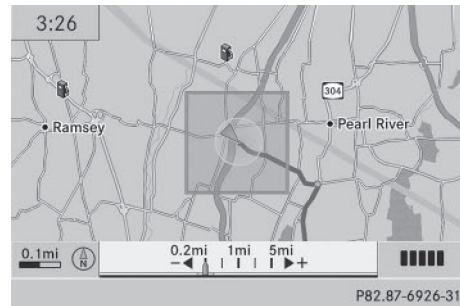 3:26
304
Ramsey
Pearl River
0.2mi 1mi 5mi
0.1mi N - +
P82.87-6926-31